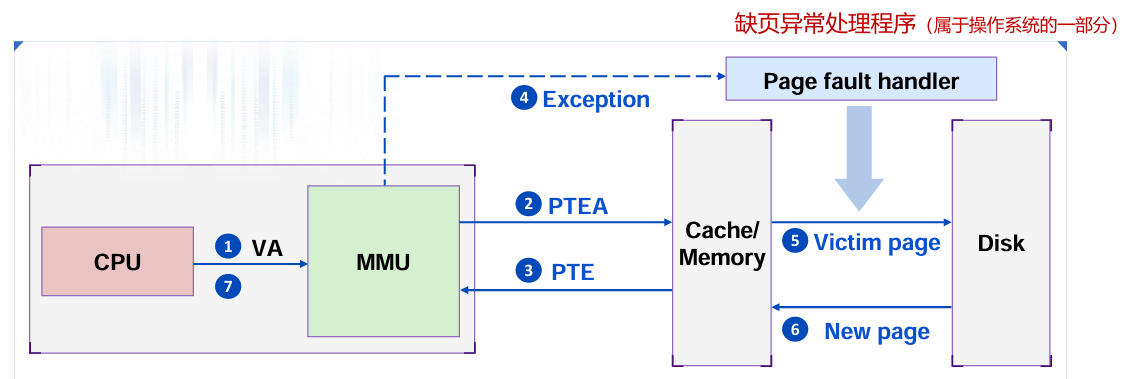 缺页异常处理程序（属于操作系统的一部分）
Page fault handler
4 Exception
CPU
1 VA
7
MMU
2 PTEA
3 PTE
Cache/
Memory
5 Victim page
6 New page
Disk